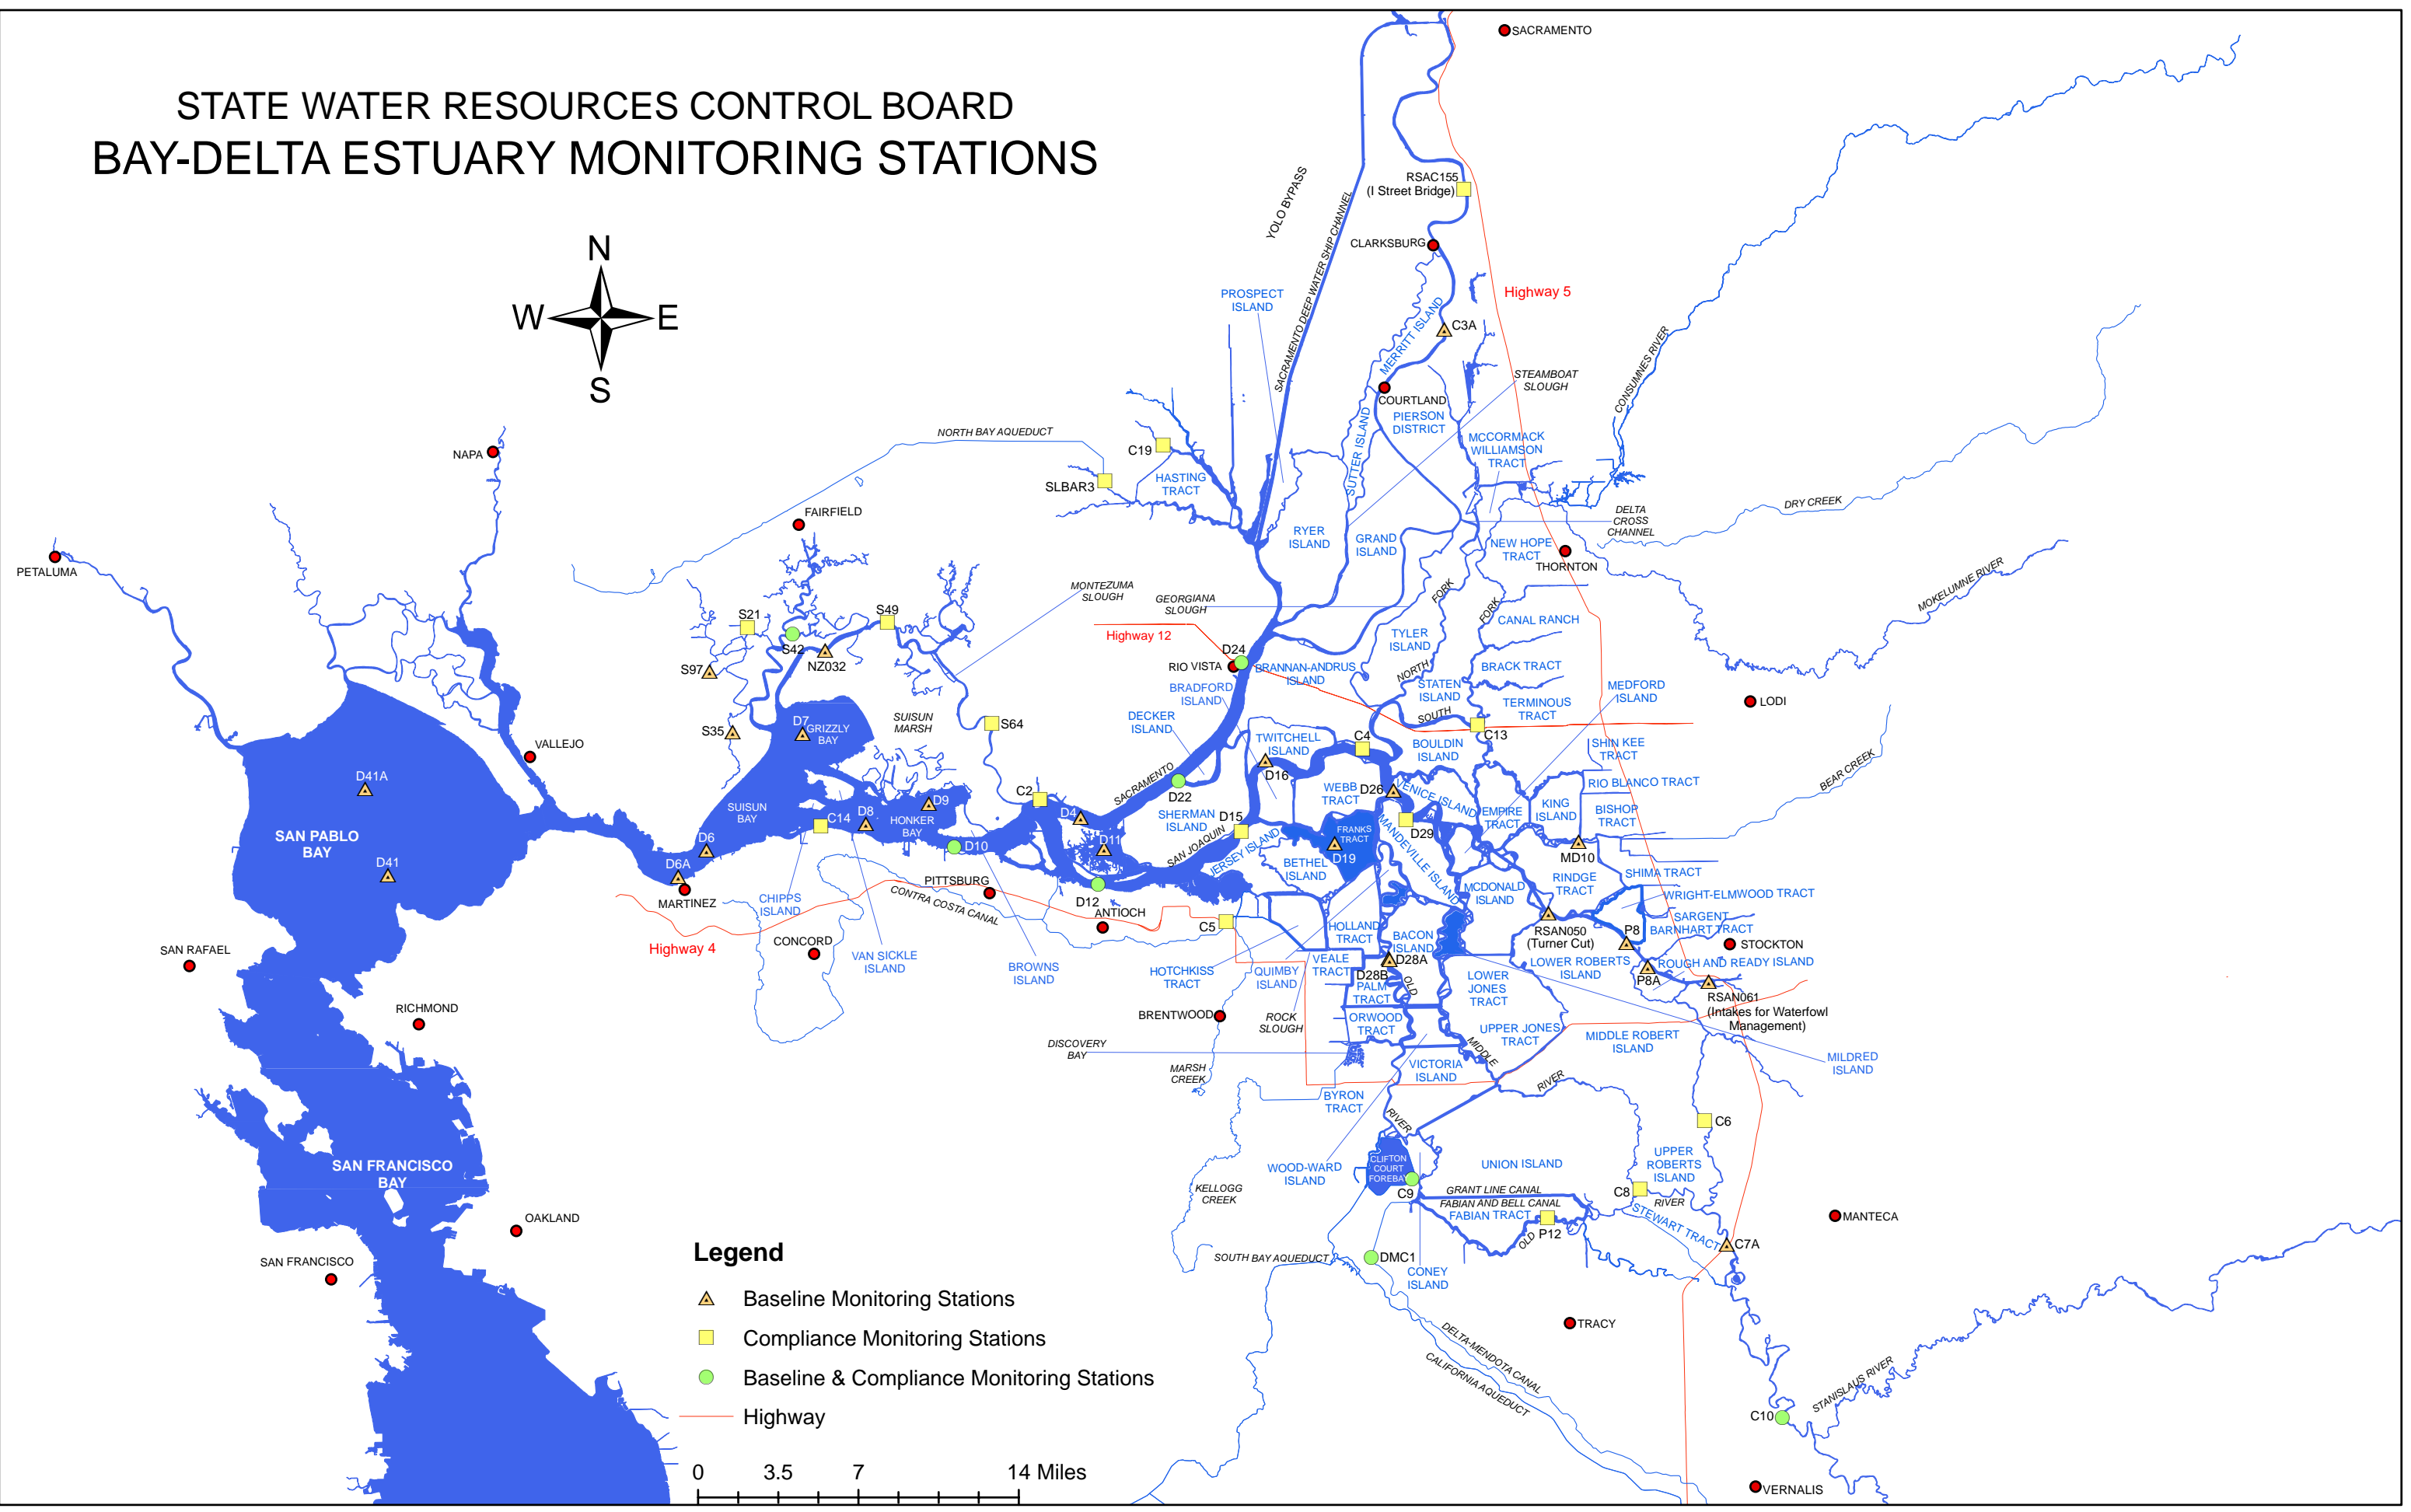 STATE WATER RESOURCES CONTROL BOARD
BAY-DELTA ESTUARY MONITORING STATIONS
N
W
E
S
SACRAMENTO
RSAC155
(I Street Bridge)
YOLO BYPASS
SACRAMENTO DEEP WATER SHIP CHANNEL
CLARKSBURG
Highway 5
PROSPECT
ISLAND
MERRITT ISLAND
C3A
STEAMBOAT
SLOUGH
CONSUMNES RIVER
COURTLAND
PIERSON
DISTRICT
SUTTER ISLAND
MCCORMACK
WILLIAMSON
TRACT
NORTH BAY AQUEDUCT
C19
SLBAR3
HASTING
TRACT
NAPA
FAIRFIELD
PETALUMA
RYER
ISLAND
GRAND
ISLAND
DELTA
CROSS
CHANNEL
DRY CREEK
NEW HOPE
TRACT
THORNTON
MOKELUMNE RIVER
MONTEZUMA
SLOUGH
GEORGIANA
SLOUGH
FORK
FORK
CANAL RANCH
Highway 12
S21
S42
S49
NZ032
S97
S35
S64
D24
RIO VISTA
BRANNAN-ANDRUS
ISLAND
TYLER
ISLAND
NORTH
BRACK TRACT
STATEN
ISLAND
SOUTH
TERMINOUS
TRACT
MEDFORD
ISLAND
LODI
BRADFORD
ISLAND
DECKER
ISLAND
D7
GRIZZLY
BAY
SUISUN
MARSH
VALLEJO
TWITCHELL
ISLAND
C4
C13
BOULDIN
ISLAND
SHIN KEE
TRACT
RIO BLANCO TRACT
BEAR CREEK
D16
D41A
SACRAMENTO
D22
C2
D4
D9
D8
C14
HONKER
BAY
SUISUN
BAY
D10
D11
SHERMAN
ISLAND
D15
WEBB
TRACT
D26
VENICE ISLAND
EMPIRE
TRACT
KING
ISLAND
BISHOP
TRACT
D29
MANDEVILLE ISLAND
FRANKS
TRACT
D19
SAN JOAQUIN
JERSEY ISLAND
BETHEL
ISLAND
MD10
SAN PABLO
BAY
D41
D6
D6A
MARTINEZ
CHIPPS
ISLAND
PITTSBURG
CONTRA COSTA CANAL
D12
ANTIOCH
C5
MCDONALD
ISLAND
RINDGE
TRACT
SHIMA TRACT
WRIGHT-ELMWOOD TRACT
SARGENT
BARNHART TRACT
STOCKTON
RSAN050
(Turner Cut)
P8
P8A
LOWER ROBERTS
ISLAND
ROUGH AND READY ISLAND
RSAN061
(Intakes for Waterfowl
Management)
HOLLAND
TRACT
BACON
ISLAND
D28A
D28B
VEALE
TRACT
PALM
TRACT
OLD
LOWER
JONES
TRACT
Highway 4
CONCORD
VAN SICKLE
ISLAND
BROWNS
ISLAND
HOTCHKISS
TRACT
QUIMBY
ISLAND
SAN RAFAEL
RICHMOND
BRENTWOOD
ROCK
SLOUGH
ORWOOD
TRACT
UPPER JONES
TRACT
MIDDLE ROBERT
ISLAND
MILDRED
ISLAND
DISCOVERY
BAY
MARSH
CREEK
VICTORIA
ISLAND
MIDDLE
RIVER
BYRON
TRACT
RIVER
C6
UPPER
ROBERTS
ISLAND
SAN FRANCISCO
BAY
WOOD-WARD
ISLAND
CLIFTON
COURT
FOREBAY
C9
UNION ISLAND
GRANT LINE CANAL
FABIAN AND BELL CANAL
FABIAN TRACT
C8
RIVER
STEWART TRACT
KELLOGG
CREEK
OLD
P12
C7A
MANTECA
OAKLAND
SAN FRANCISCO
SOUTH BAY AQUEDUCT
DMC1
CONEY
ISLAND
TRACY
DELTA-MENDOTA CANAL
CALIFORNIA AQUEDUCT
STANISLAUS RIVER
C10
VERNALIS
Legend
Baseline Monitoring Stations
Compliance Monitoring Stations
Baseline & Compliance Monitoring Stations
Highway
0 3.5 7 14 Miles